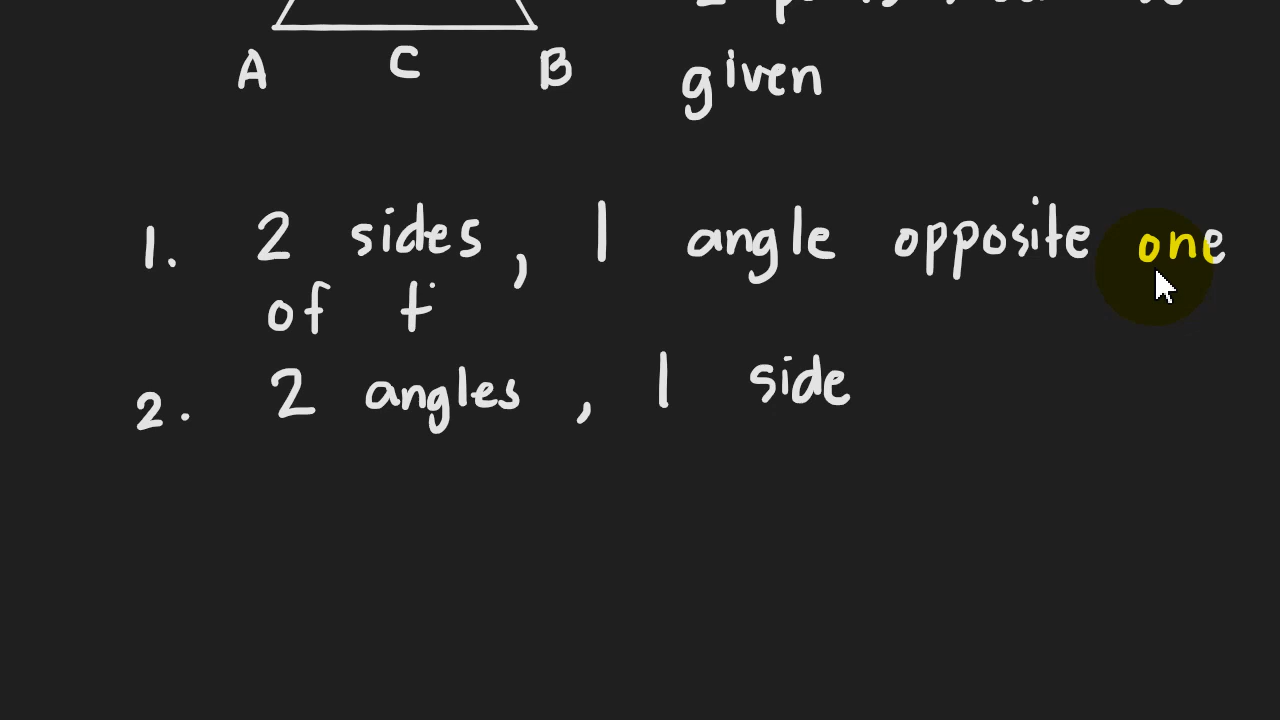 A C B
given
1. 2 sides, 1 angle opposite one
of t
2. 2 angles, 1 side